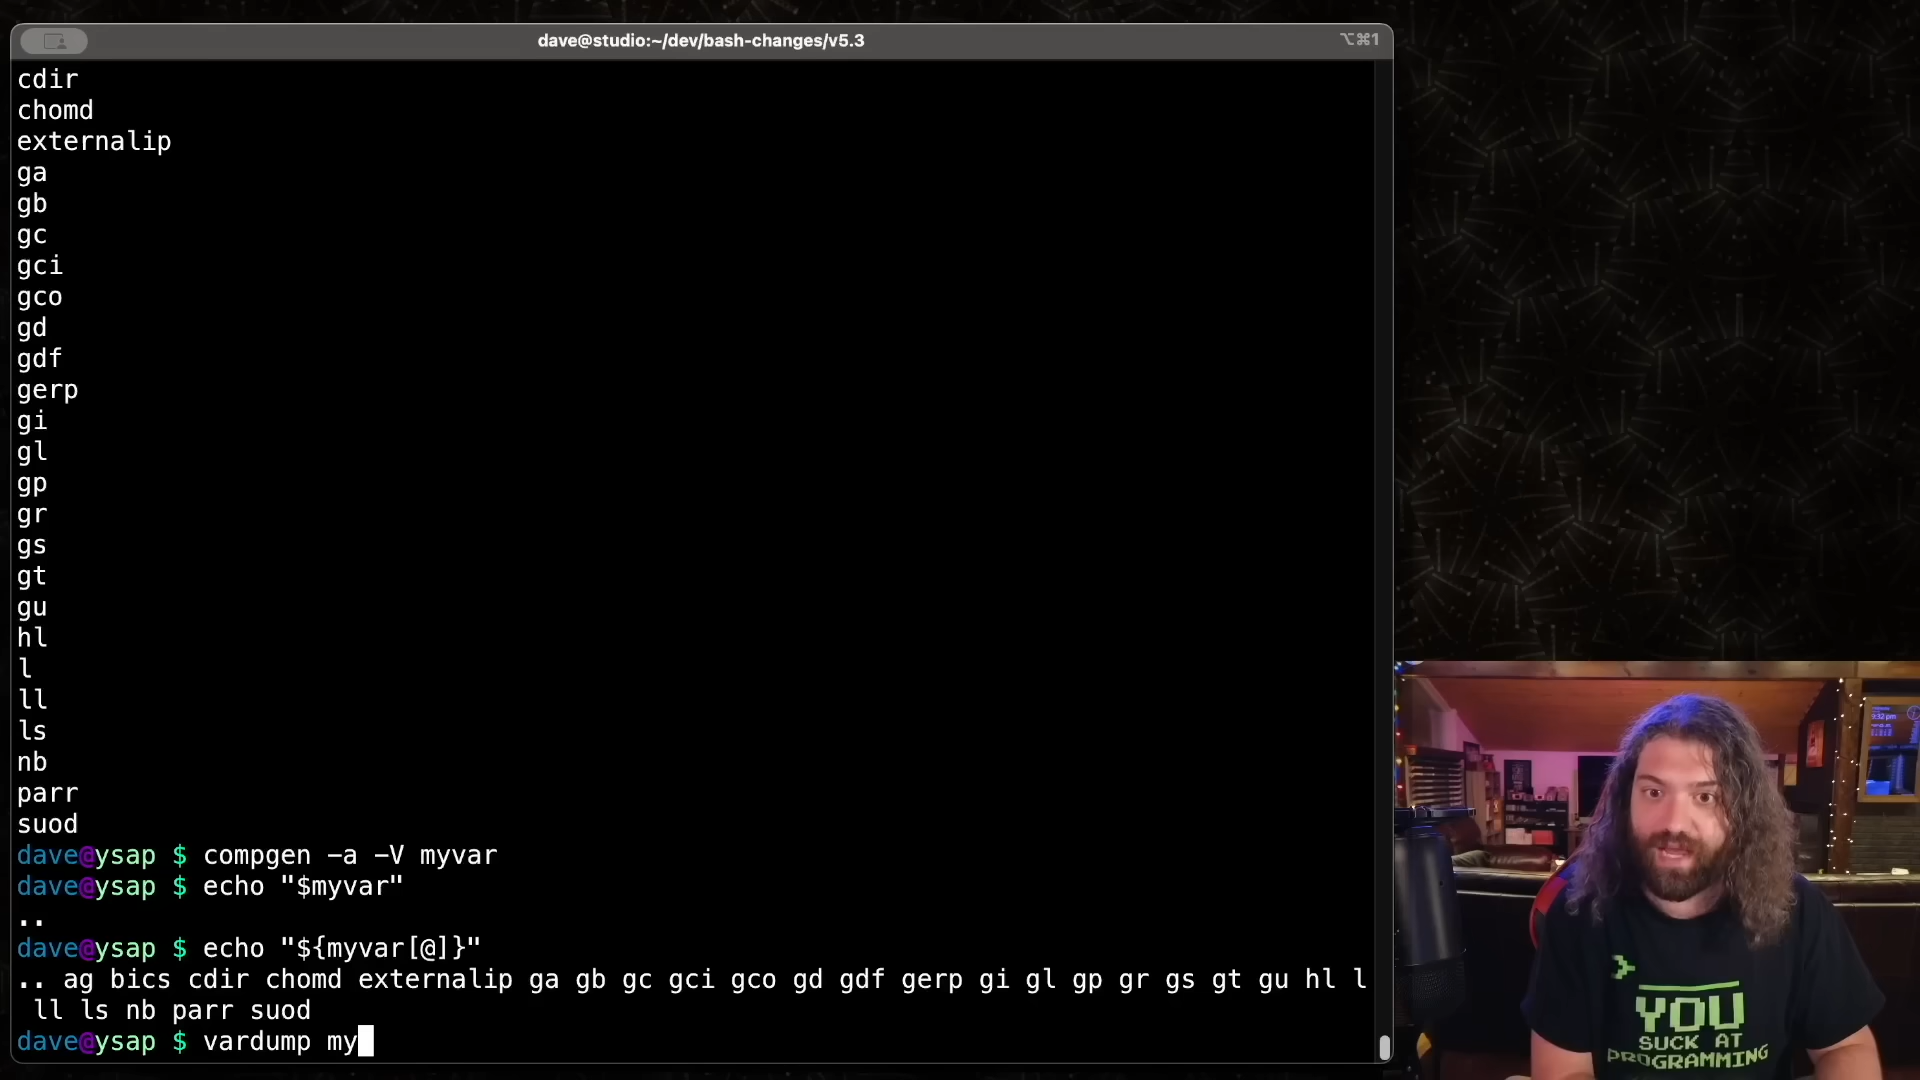 dave@studio:~/dev/bash-changes/v5.3
⌥⌘1
cdir
chomd
externalip
ga
gb
gc
gci
gco
gd
gdf
gerp
gi
gl
gp
gr
gs
gt
gu
hl
l
ll
ls
nb
parr
suod
dave@ysap $ compgen -a -V myvar
dave@ysap $ echo "$myvar"
..
dave@ysap $ echo "${myvar[@]}"
.. ag bics cdir chomd externalip ga gb gc gci gco gd gdf gerp gi gl gp gr gs gt gu hl l
ll ls nb parr suod
dave@ysap $ vardump my
YOU
SUCK AT
PROGRAMMING